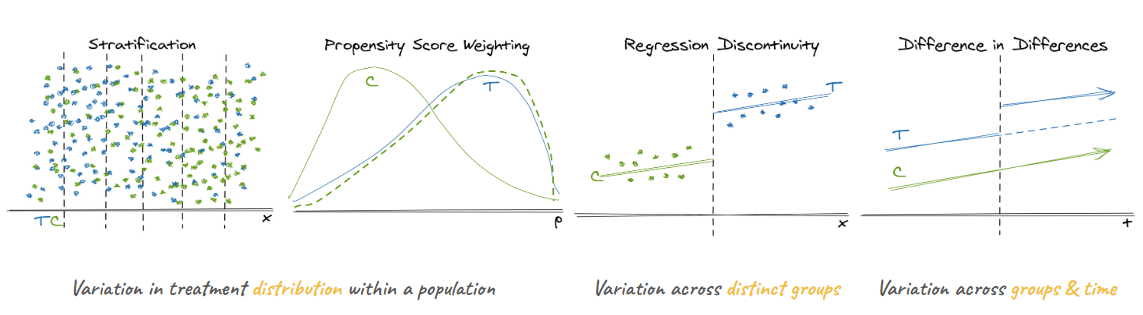 Stratification
T C
x
Propensity Score Weighting
C
T
p
Regression Discontinuity
T
C
x
Difference in Differences
T
C
t
Variation in treatment distribution within a population
Variation across distinct groups
Variation across groups & time